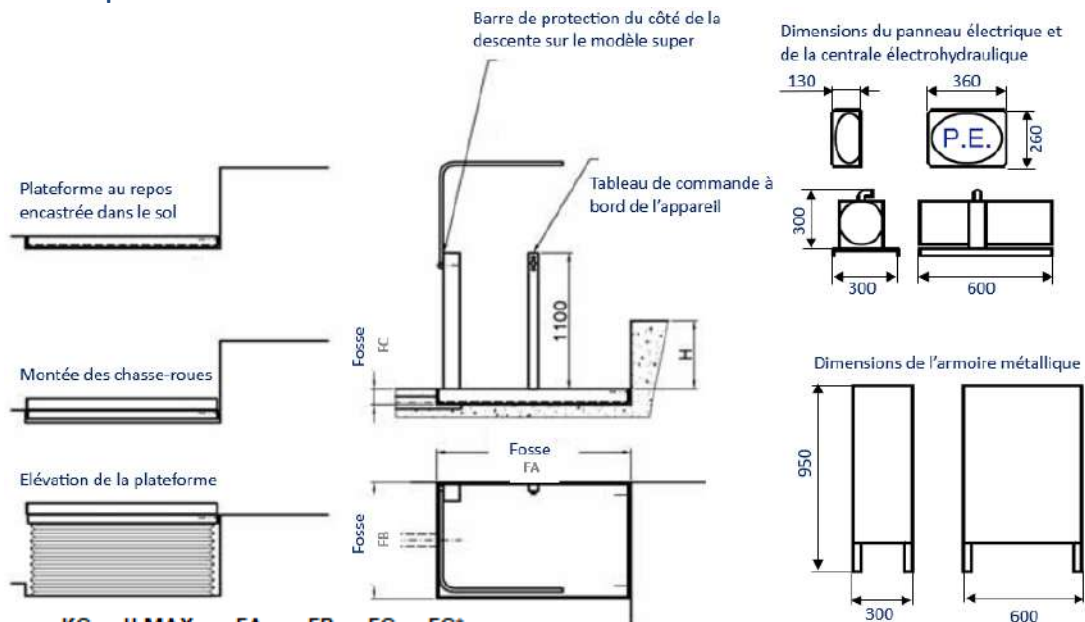 Barre de protection du côté de la
descente sur le modèle super
Dimensions du panneau électrique et
de la centrale électrohydraulique
130
360
P.E.
260
Plateforme au repos
encastrée dans le sol
Tableau de commande à
bord de l'appareil
300
300
600
1100
H
Fosse
FC
Montée des chasse-roues
Dimensions de l'armoire métallique
Fosse
FA
950
Elévation de la plateforme
Fosse
FB
300
600